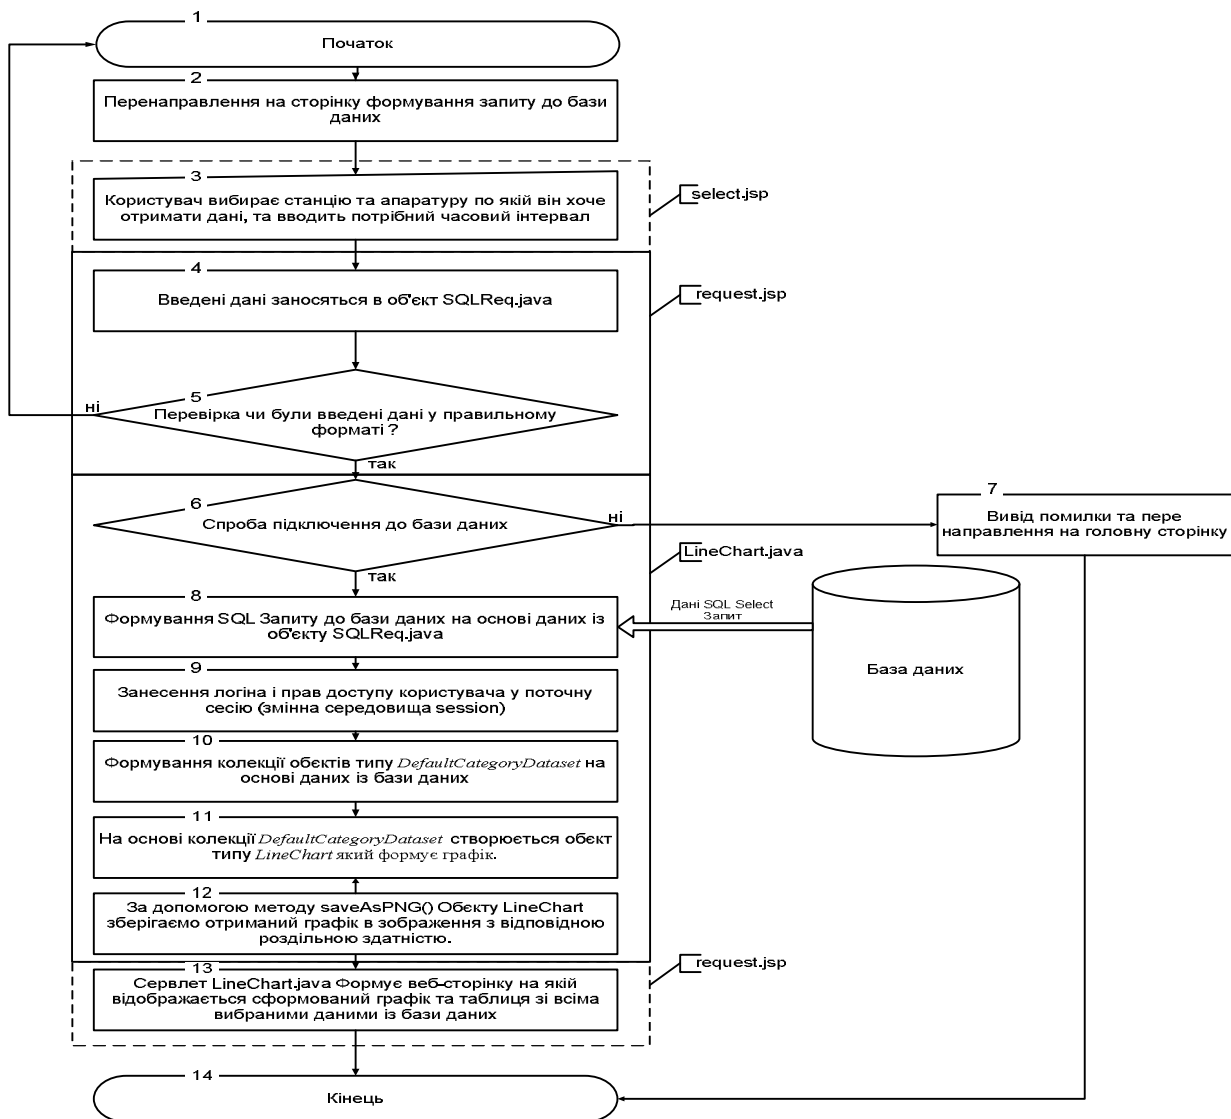 1
Початок
2
Перенаправлення на сторінку формування запиту до бази
даних
3
Користувач вибирає станцію та апаратуру по якій він хоче
отримати дані, та вводить потрібний часовий інтервал
select.jsp
4
Введені дані заносяться в об'єкт SQLReq.java
request.jsp
5
ні
Перевірка чи були введені дані у правильному
форматі ?
так
6
Спроба підключення до бази даних
ні
7
Вивід помилки та пере
направлення на головну сторінку
LineChart.java
так
8
Формування SQL Запиту до бази даних на основі даних із
об'єкту SQLReq.java
Дані SQL Select
Запит
База даних
9
Занесення логіна і прав доступу користувача у поточну
сесію (змінна середовища session)
10
Формування колекції обєктів типу DefaultCategoryDataset на
основі даних із бази даних
11
На основі колекції DefaultCategoryDataset створюється обєкт
типу LineChart який формує графік.
12
За допомогою методу saveAsPNG() Обєкту LineChart
зберігаємо отриманий графік в зображення з відповідною
роздільною здатністю.
13
Сервлет LineChart.java Формує веб-сторінку на якій
відображається сформований графік та таблиця зі всіма
вибраними даними із бази даних
request.jsp
14
Кінець